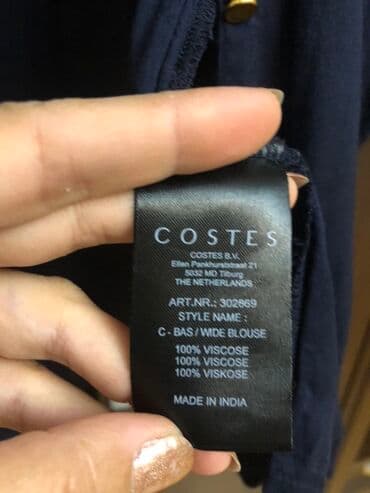 COSTES
COSTES B.V.
Ellen Pankhurststraat 21
5032 MD Tilburg
THE NETHERLANDS
ART.NR.: 302869
STYLE NAME :
C - BAS / WIDE BLOUSE
100% VISCOSE
100% VISCOSE
100% VISKOSE
MADE IN INDIA